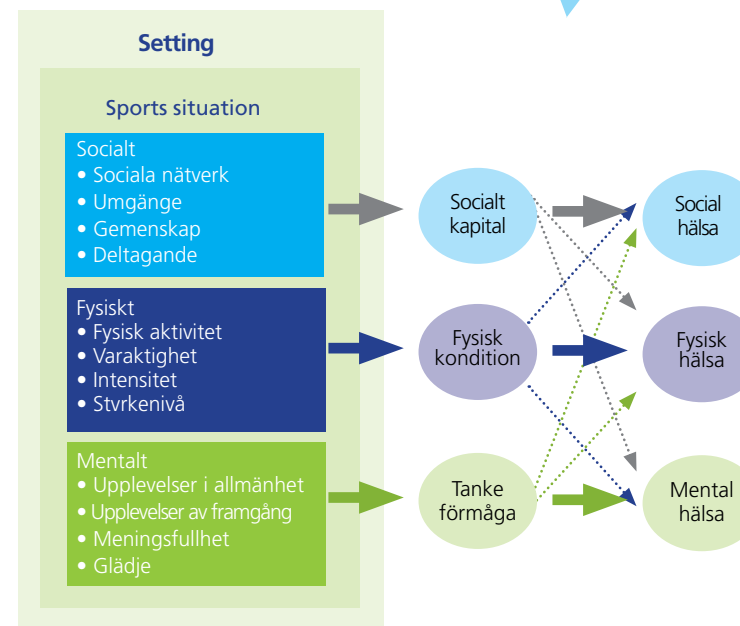 Setting
Sports situation
Socialt
• Sociala nätverk
• Umgänge
• Gemenskap
• Deltagande
Fysiskt
• Fysisk aktivitet
• Varaktighet
• Intensitet
• Stvrkenivå
Mentalt
• Upplevelser i allmänhet
• Upplevelser av framgång
• Meningsfullhet
• Glädje
Socialt
kapital
Fysisk
kondition
Tanke
förmåga
Social
hälsa
Fysisk
hälsa
Mental
hälsa